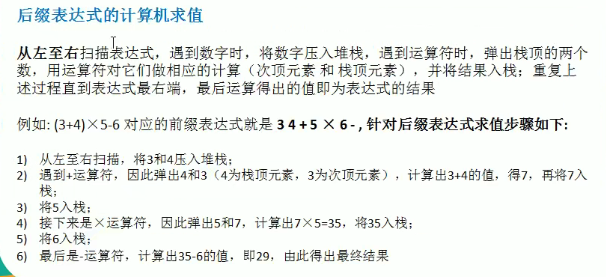 后缀表达式的计算机求值
从左至右扫描表达式，遇到数字时，将数字压入堆栈，遇到运算符时，弹出栈顶的两个
数，用运算符对它们做相应的计算（次顶元素 和 栈顶元素），并将结果入栈；重复上
述过程直到表达式最右端，最后运算得出的值即为表达式的结果
例如: (3+4)×5-6 对应的前缀表达式就是 3 4 + 5 × 6 - , 针对后缀表达式求值步骤如下:
1) 从左至右扫描，将3和4压入堆栈；
2) 遇到+运算符，因此弹出4和3（4为栈顶元素，3为次顶元素），计算出3+4的值，得7，再将7入
栈；
3) 将5入栈；
4) 接下来是×运算符，因此弹出5和7，计算出7×5=35，将35入栈；
5) 将6入栈；
6) 最后是-运算符，计算出35-6的值，即29，由此得出最终结果